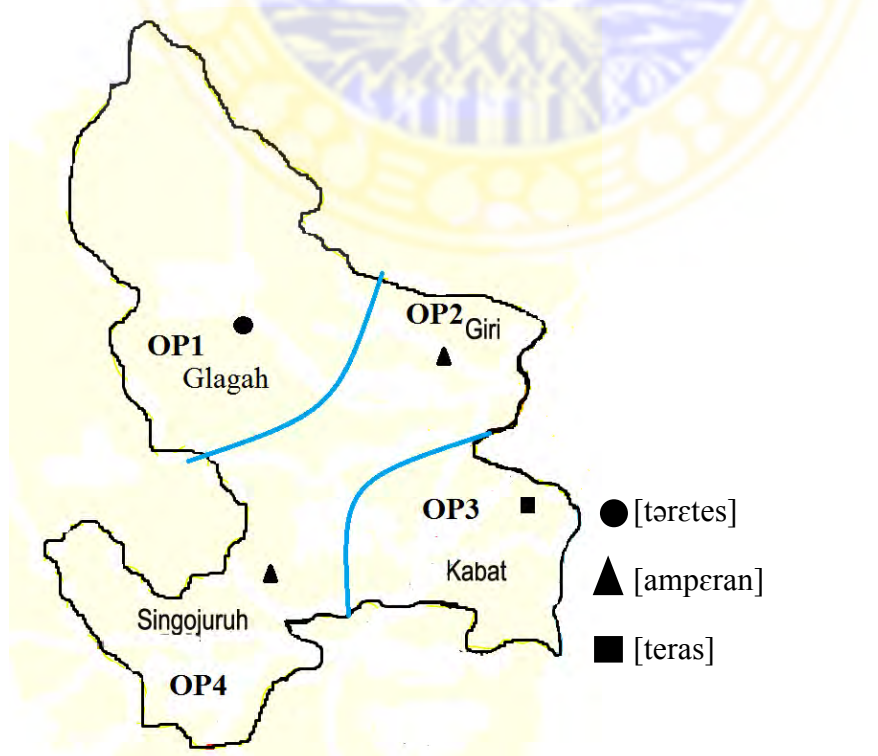 OP2
Giri
OP1
Glagah
OP3
Kabat
Singojuruh
OP4
[tərɛtes]
[ampɛran]
[teras]